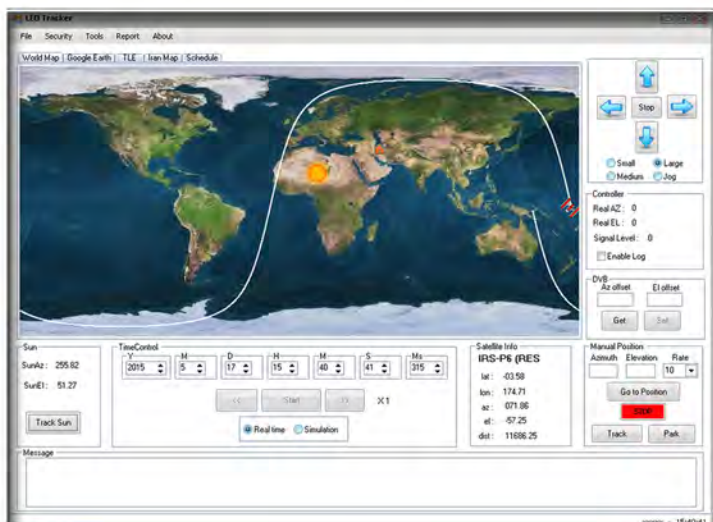 LEO Tracker
File Security Tools Report About
World Map Google Earth TLE Iran Map Schedule
Stop
Small Large
Medium Jog
Controller
Real AZ : 0
Real EL : 0
Signal Level : 0
Enable Log
DVB
Az offset El offset
Get Set
Sun
SunAz : 255.82
SunEl : 51.27
Track Sun
TimeControl
Y M D H M S Ms
2015 5 17 15 40 41 315
<< Start >> X1
Real time Simulation
Satellite Info
IRS-P6 (RES
lat : -03.58
lon : 174.71
az : 071.86
el : -57.25
dist : 11686.25
Manual Position
Azimuth Elevation Rate
10
Go to Position
STOP
Track Park
Message
15:40:41